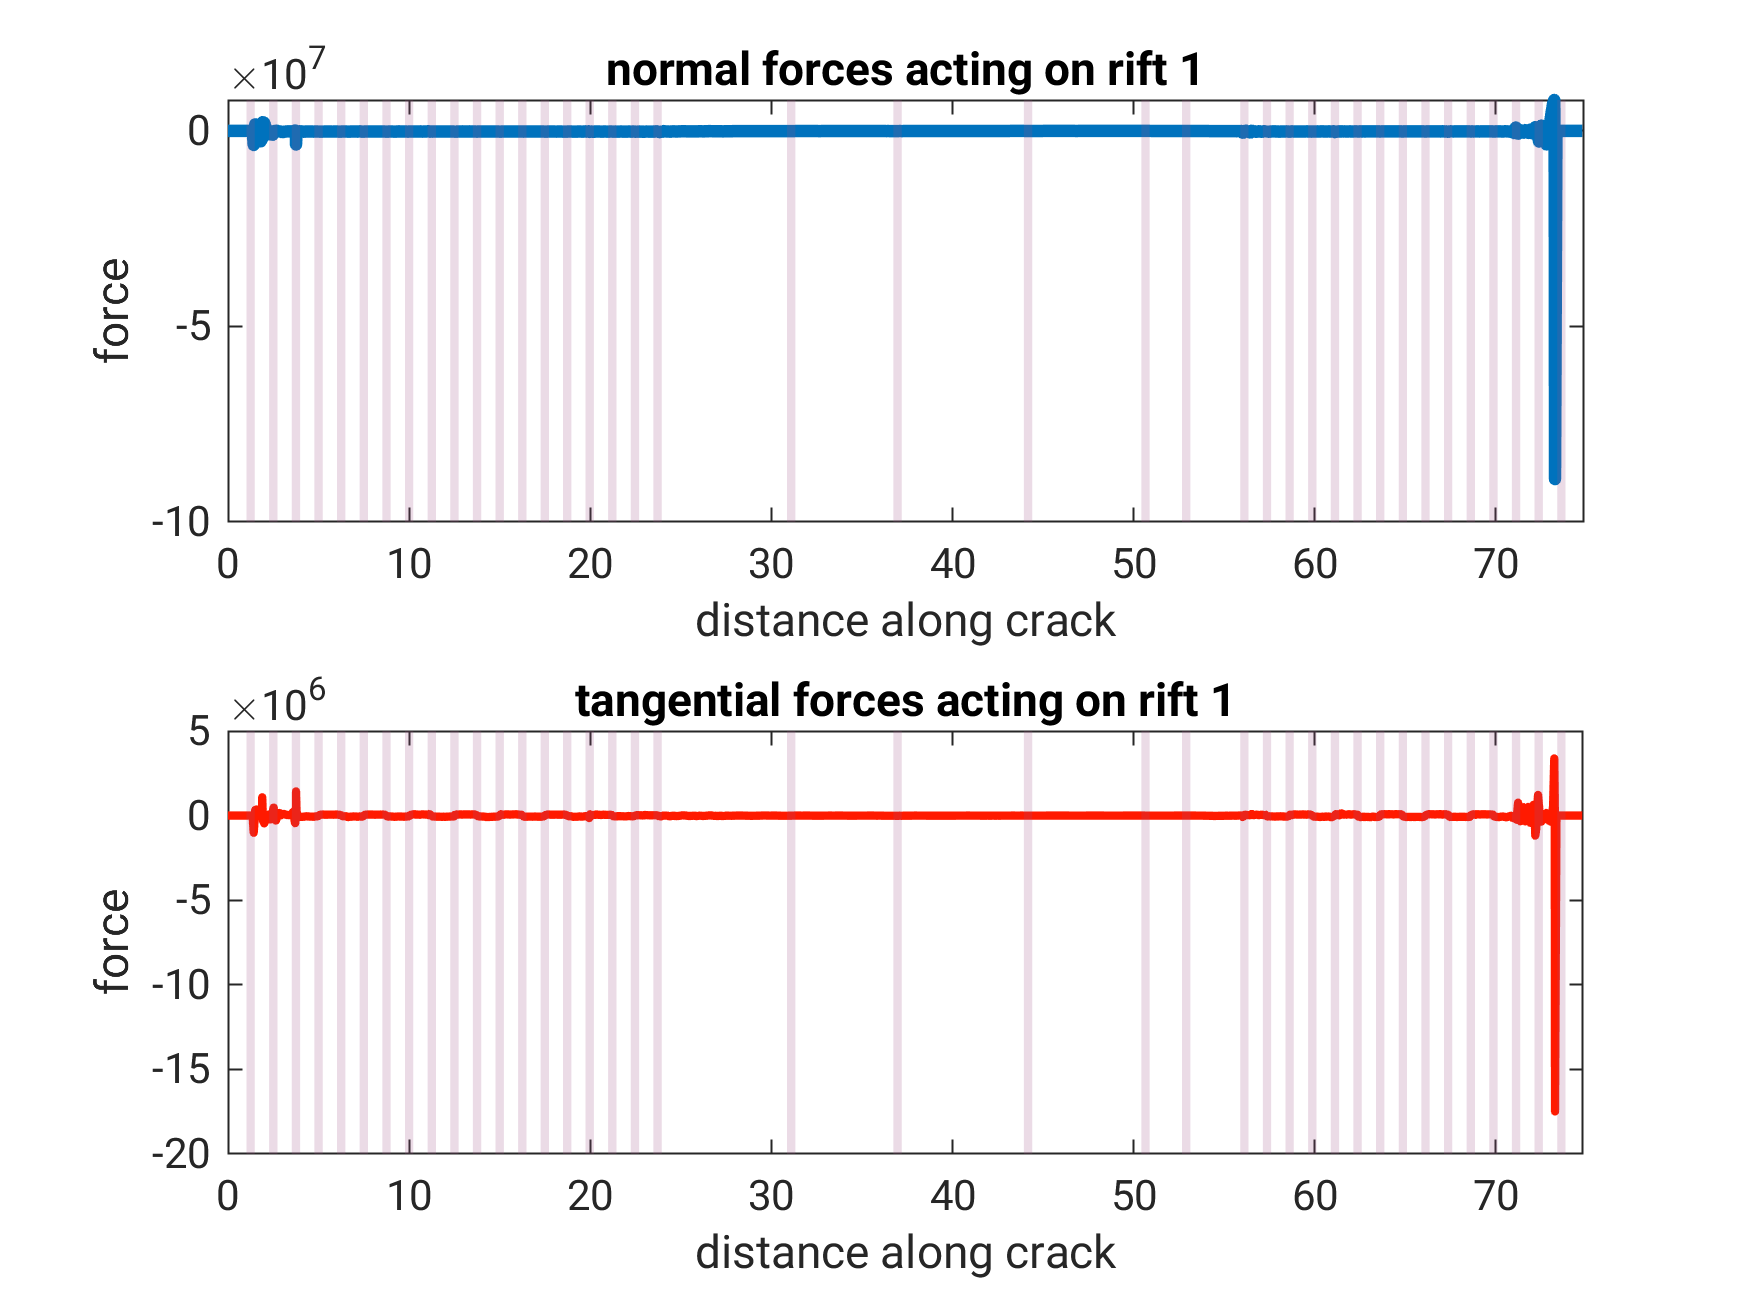 ×10⁷
normal forces acting on rift 1
0
-5
-10
force
0 10 20 30 40 50 60 70
distance along crack
×10⁶
tangential forces acting on rift 1
5
0
-5
-10
-15
-20
force
0 10 20 30 40 50 60 70
distance along crack